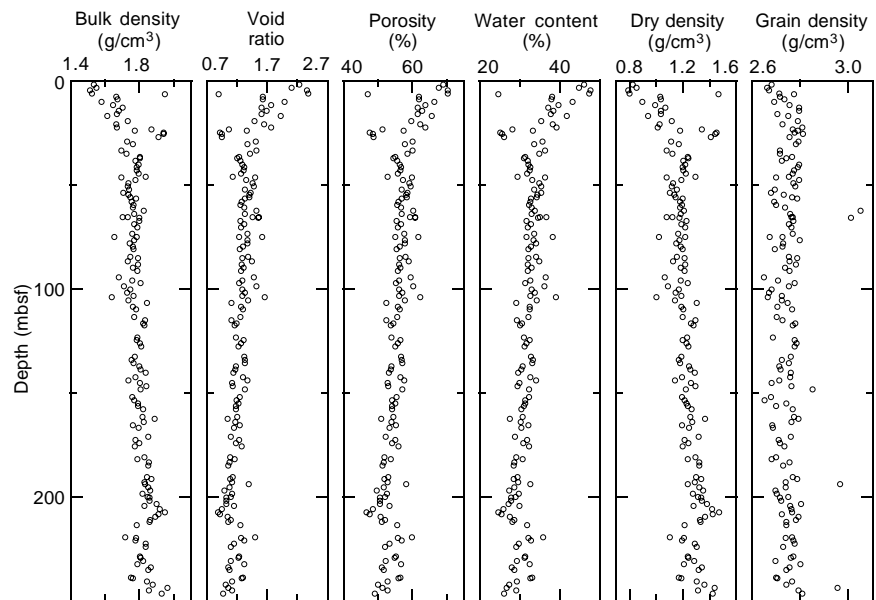 Bulk density
(g/cm³)
Void
ratio
Porosity
(%)
Water content
(%)
Dry density
(g/cm³)
Grain density
(g/cm³)
1.4 1.8
0.7 1.7 2.7
40 60
20 40
0.8 1.2 1.6
2.6 3.0
0
100
200
Depth (mbsf)